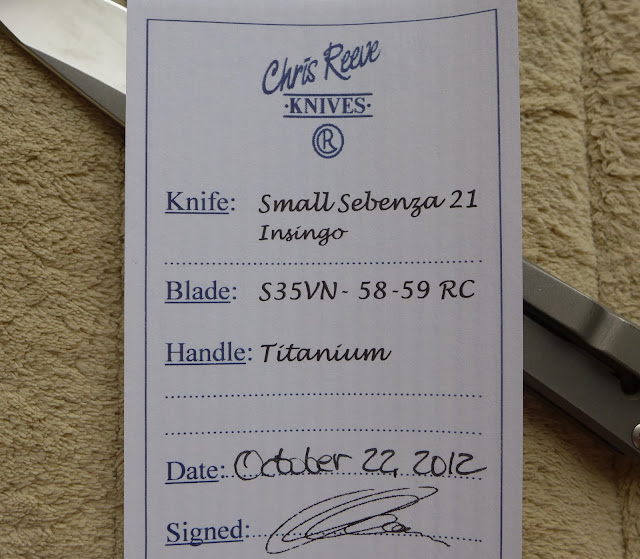 Chris Reeve
·KNIVES·
®
Knife: Small Sebenza 21
Insingo
Blade: S35VN- 58-59 RC
Handle: Titanium
Date: October 22, 2012
Signed: